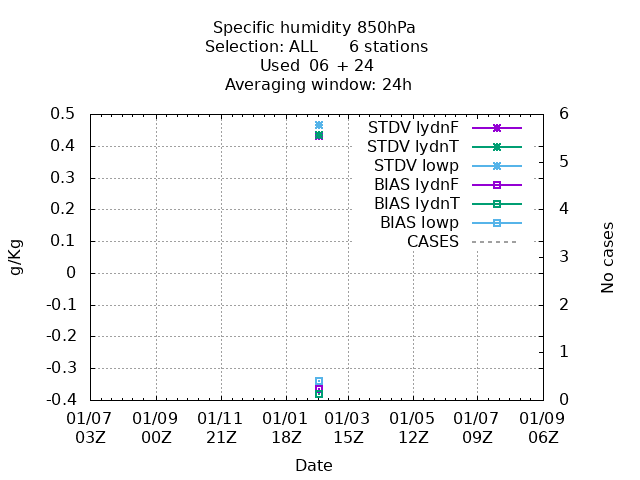 Specific humidity 850hPa
Selection: ALL 6 stations
Used 06 + 24
Averaging window: 24h
STDV lydnF
STDV lydnT
STDV lowp
BIAS lydnF
BIAS lydnT
BIAS lowp
CASES
0.5
0.4
0.3
0.2
0.1
0
-0.1
-0.2
-0.3
-0.4
g/Kg
6
5
4
3
2
1
0
No cases
01/07 01/09 01/11 01/01 01/03 01/05 01/07 01/09
03Z 00Z 21Z 18Z 15Z 12Z 09Z 06Z
Date